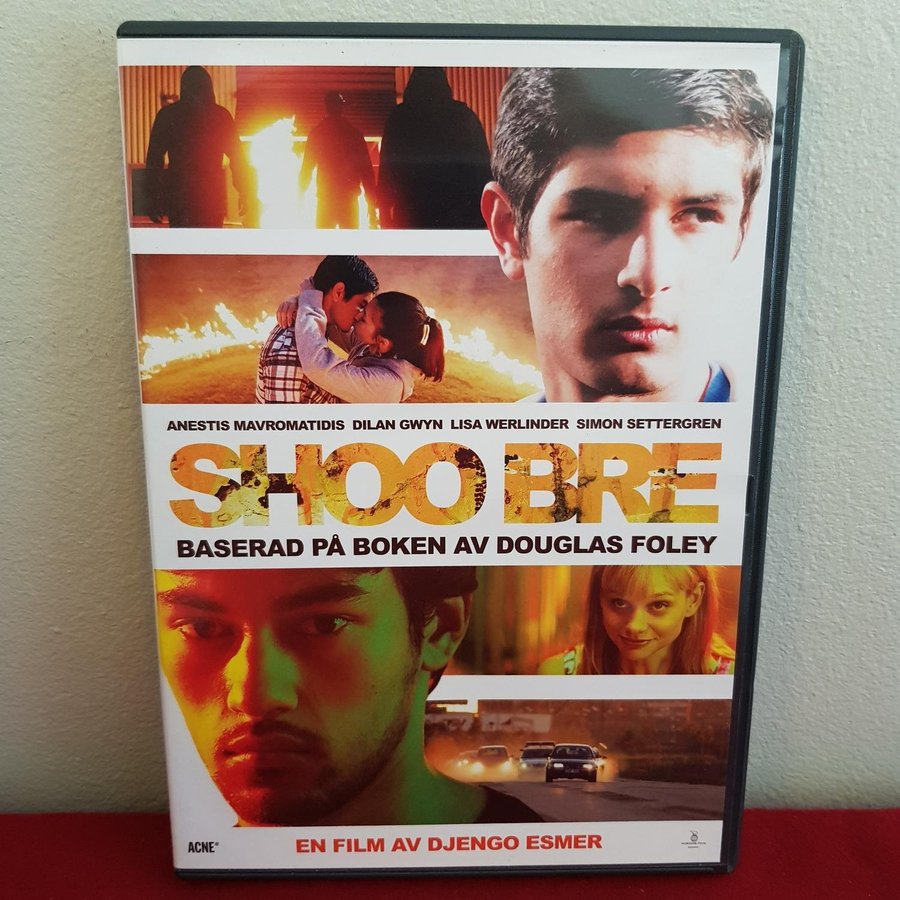 ANESTIS MAVROMATIDIS DILAN GWYN LISA WERLINDER SIMON SETTERGREN
SHOO BRE
BASERAD PÅ BOKEN AV DOUGLAS FOLEY
ACNE
EN FILM AV DJENGO ESMER